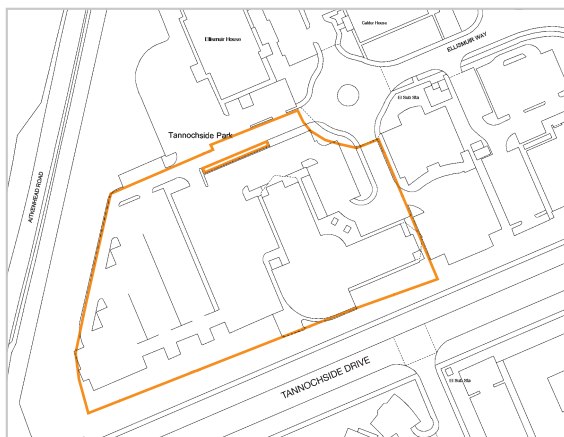 Calder House
Ellismuir House
ELLISMUIR WAY
El Sub Sta
Tannochside Park
AITKENHEAD ROAD
TANNOCHSIDE DRIVE
El Sub Sta